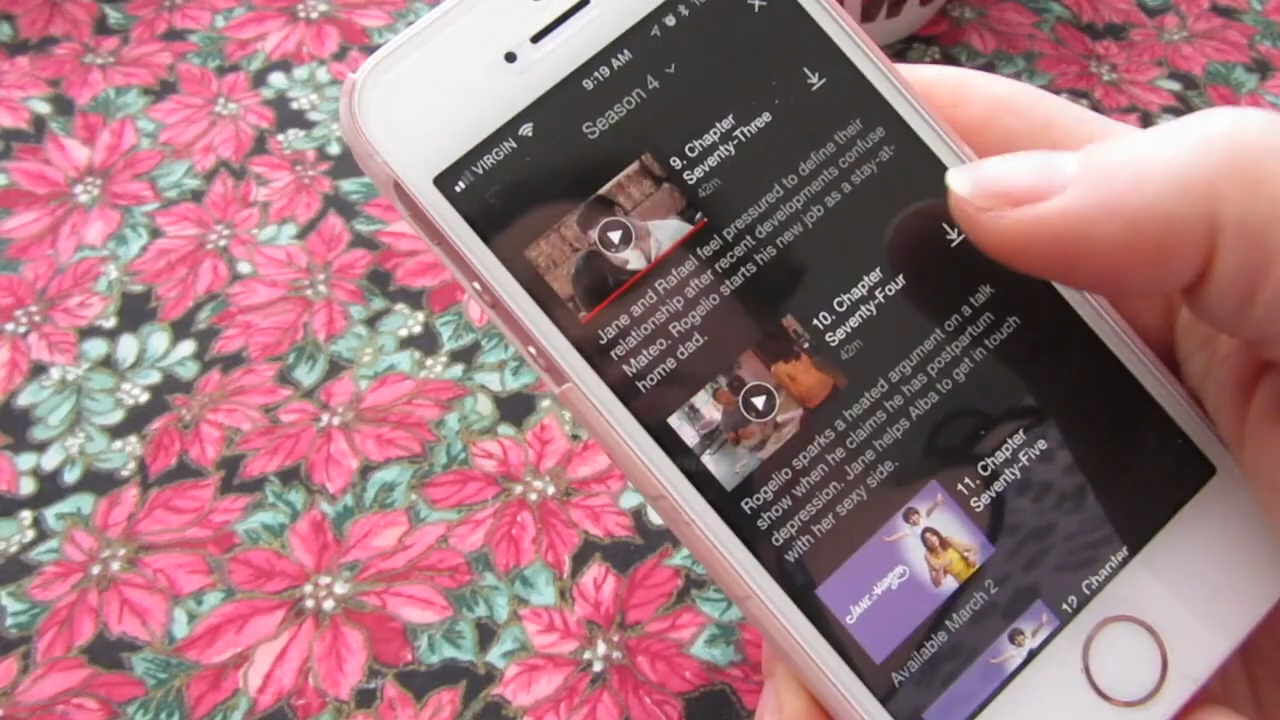 VIRGIN
9:19 AM
Season 4
9. Chapter
Seventy-Three
42m
Jane and Rafael feel pressured to define their
relationship after recent developments confuse
Mateo. Rogelio starts his new job as a stay-at-
home dad.
10. Chapter
Seventy-Four
42m
Rogelio sparks a heated argument on a talk
show when he claims he has postpartum
depression. Jane helps Alba to get in touch
with her sexy side.
11. Chapter
Seventy-Five
JANE THE VIRGIN
Available March 2
12. Chapter